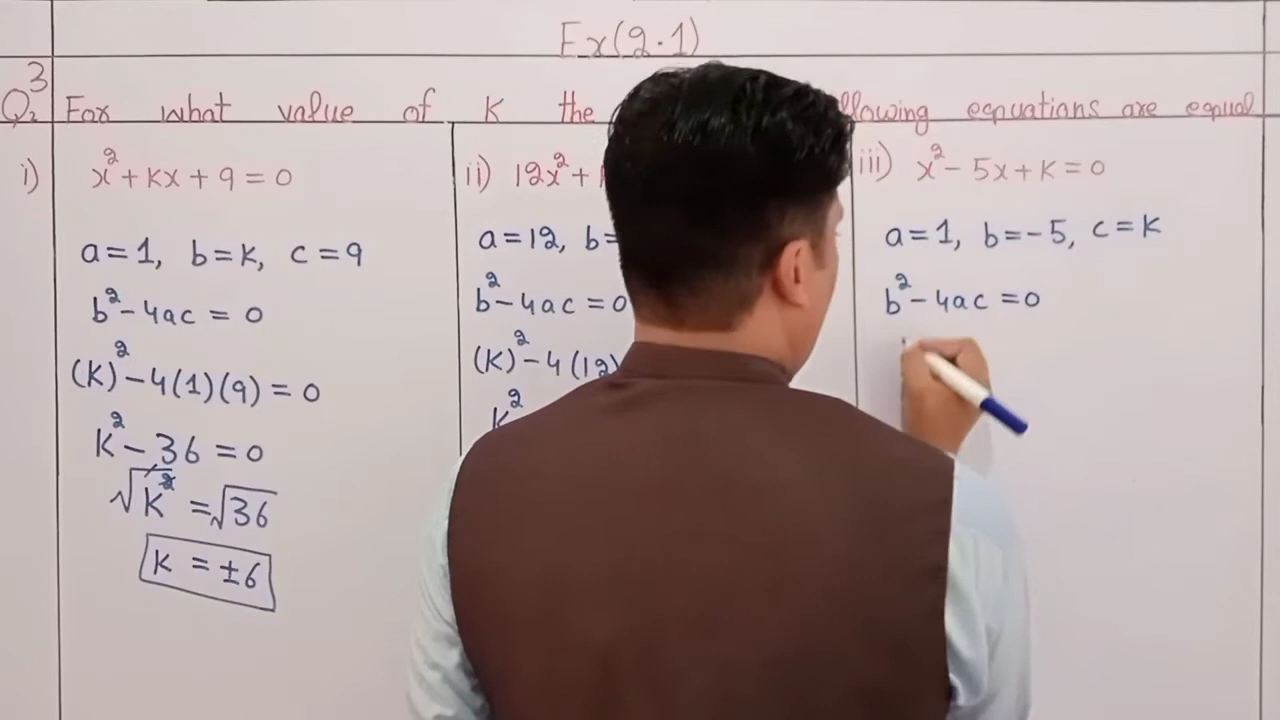 Ex(2.1)
Q3 For what value of K the llowing equations are equal
i) x²+Kx+9=0
a=1, b=K, c=9
b²-4ac=0
(K)²-4(1)(9)=0
K²-36=0
√K²=√36
K=±6
ii) 12x²+
a=12, b=
b²-4ac=0
(K)²-4(12)
K²
iii) x²-5x+K=0
a=1, b=-5, c=K
b²-4ac=0